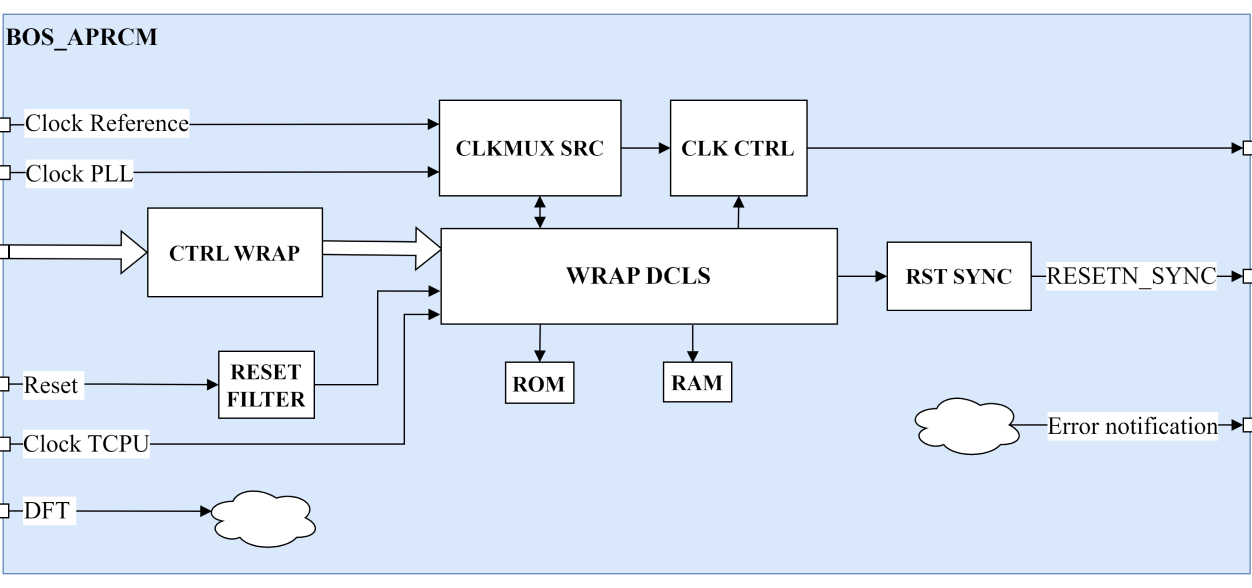 BOS_APRCM
Clock Reference
CLKMUX SRC
CLK CTRL
Clock PLL
CTRL WRAP
WRAP DCLS
RST SYNC
RESETN_SYNC
Reset
RESET
FILTER
ROM
RAM
Error notification
Clock TCPU
DFT